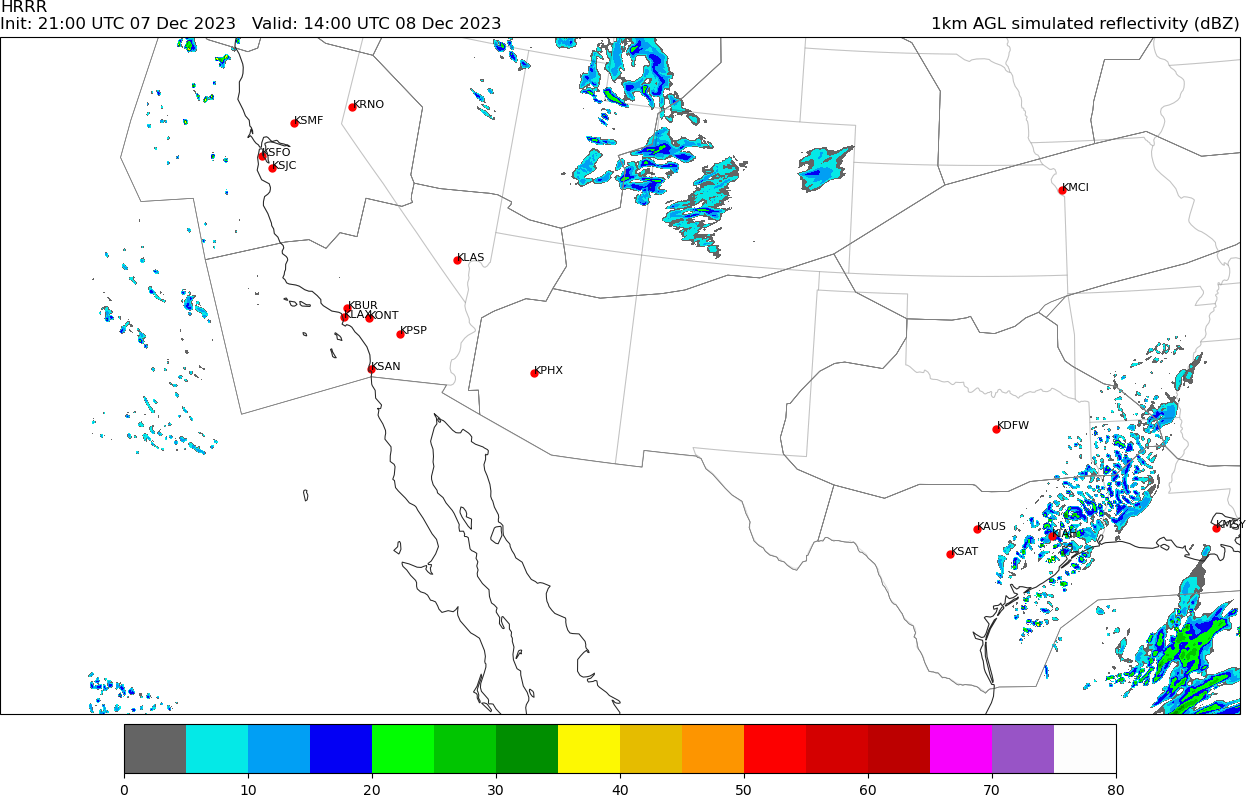 HRRR
Init: 21:00 UTC 07 Dec 2023   Valid: 14:00 UTC 08 Dec 2023   1km AGL simulated reflectivity (dBZ)
KRNO
KSMF
KSFO
KSJC
KMCI
KLAS
KBUR
KLAX KONT
KPSP
KSAN
KPHX
KDFW
KMSY
KAUS
KSAT
0 10 20 30 40 50 60 70 80